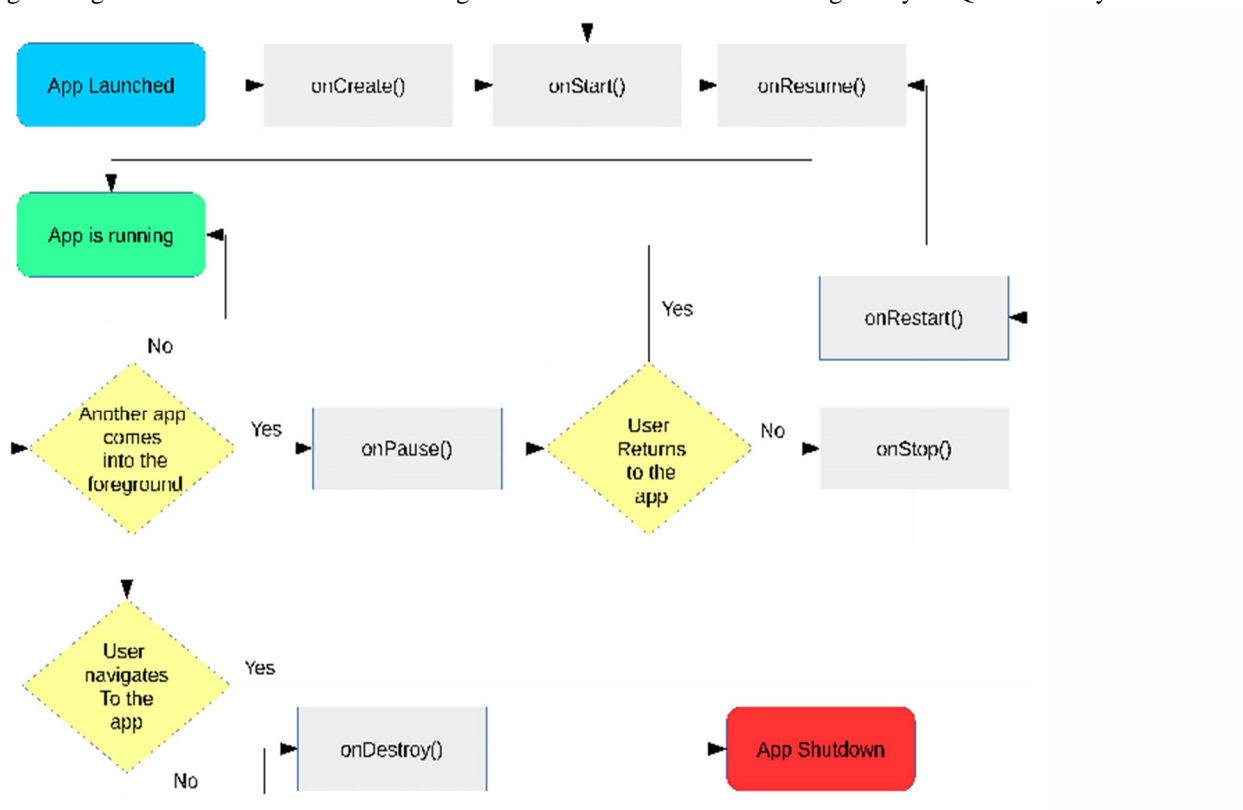 App Launched
onCreate()
onStart()
onResume()
App is running
Yes
onRestart()
No
Another app
comes
into the
foreground
Yes
onPause()
User
Returns
to the
app
No
onStop()
User
navigates
To the
app
Yes
onDestroy()
App Shutdown
No